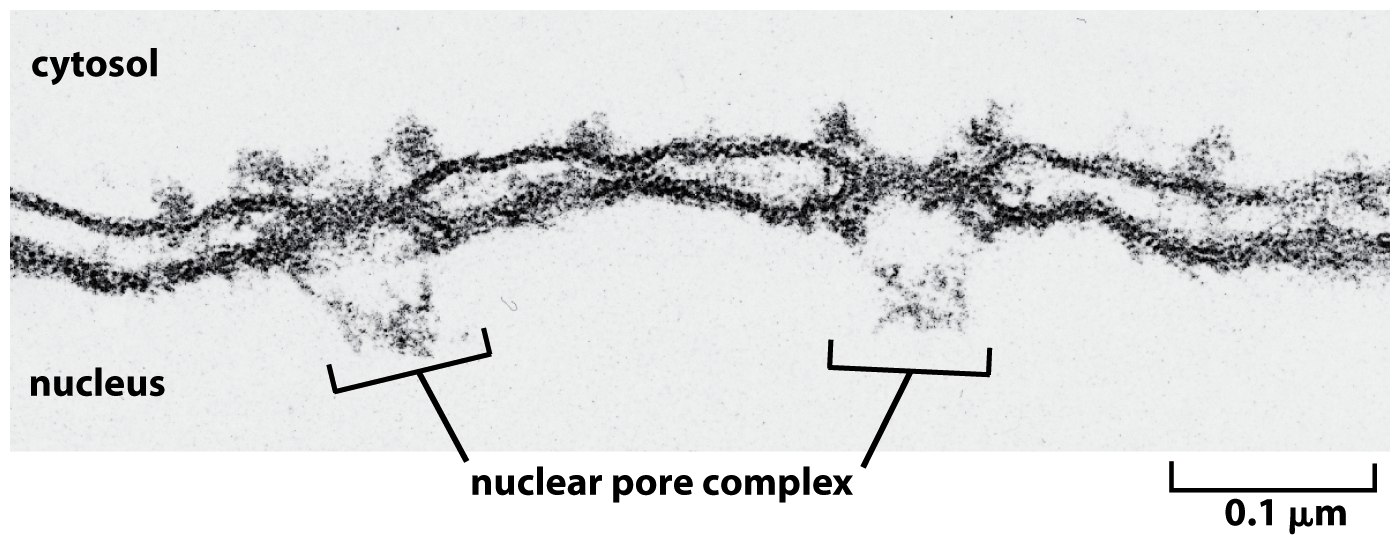 cytosol
nucleus
nuclear pore complex
0.1 μm